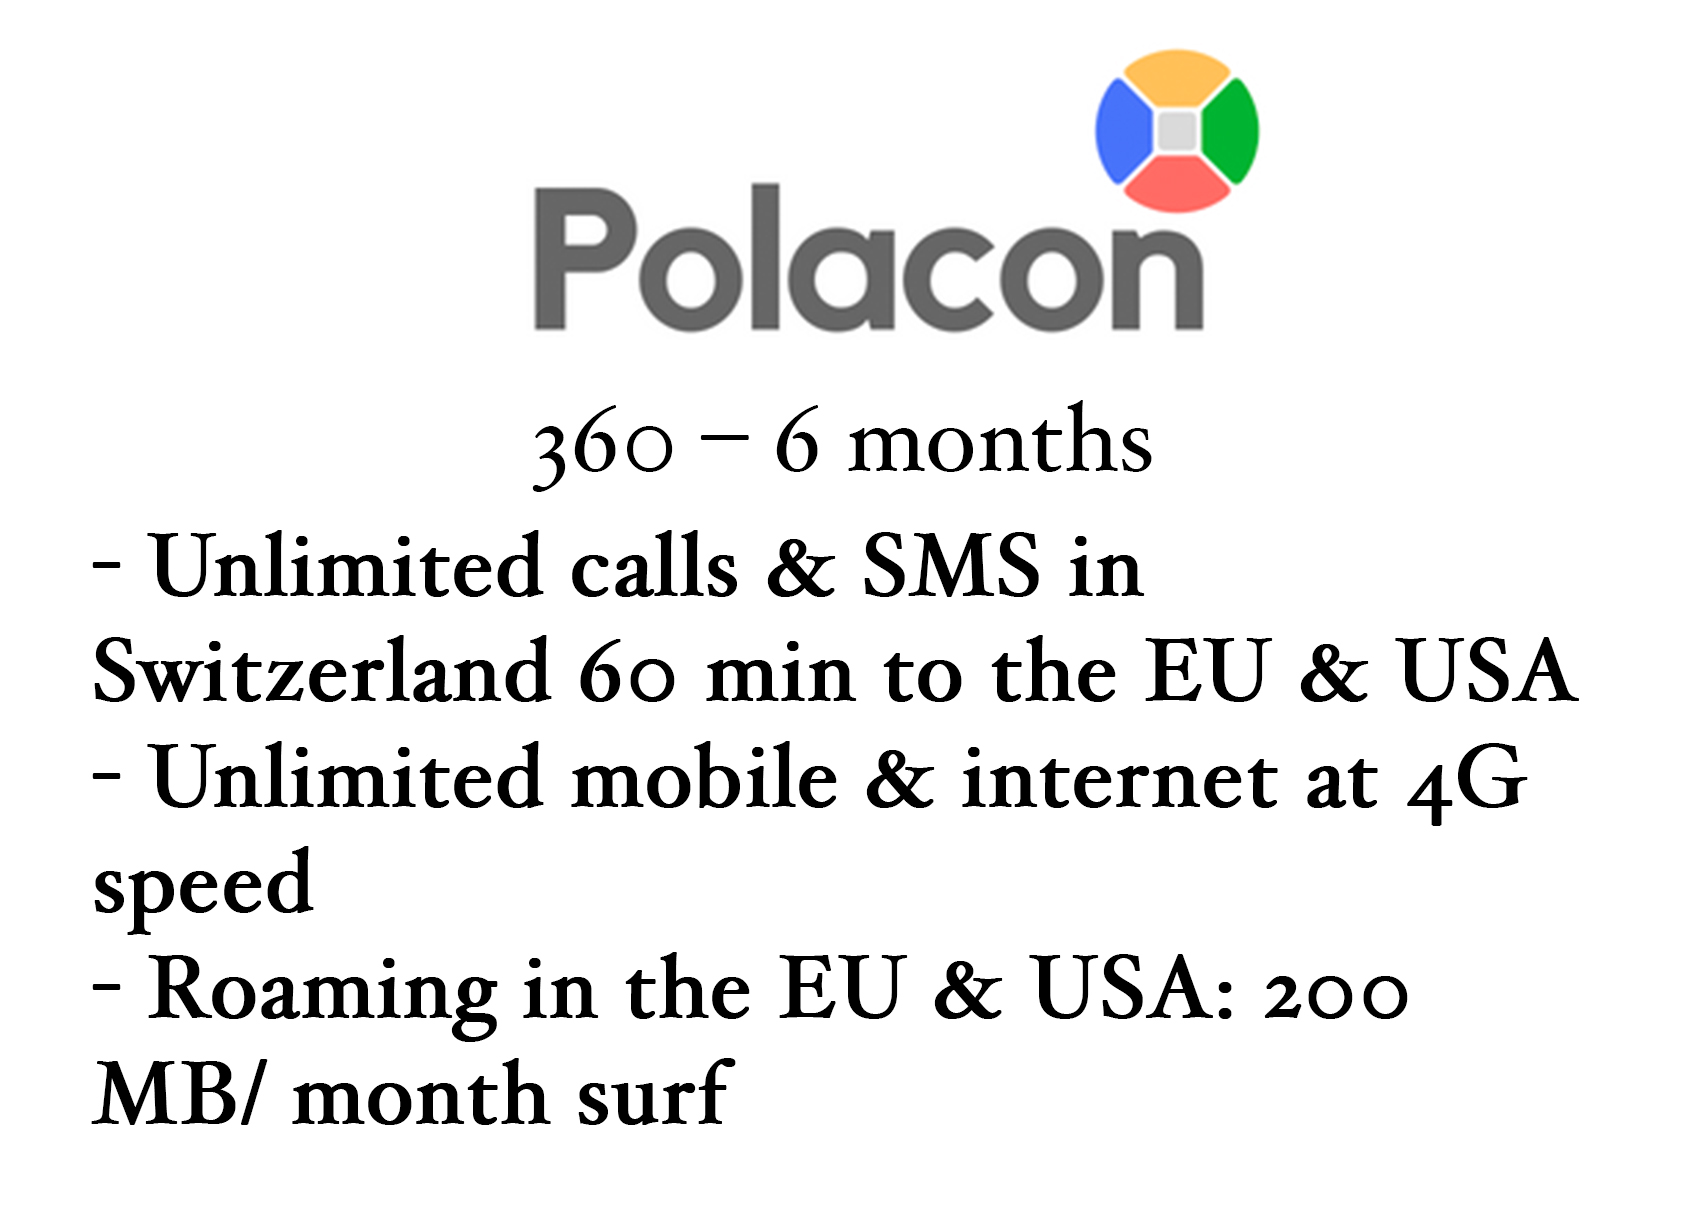 Polacon
360 – 6 months
- Unlimited calls & SMS in
Switzerland 60 min to the EU & USA
- Unlimited mobile & internet at 4G
speed
- Roaming in the EU & USA: 200
MB/ month surf